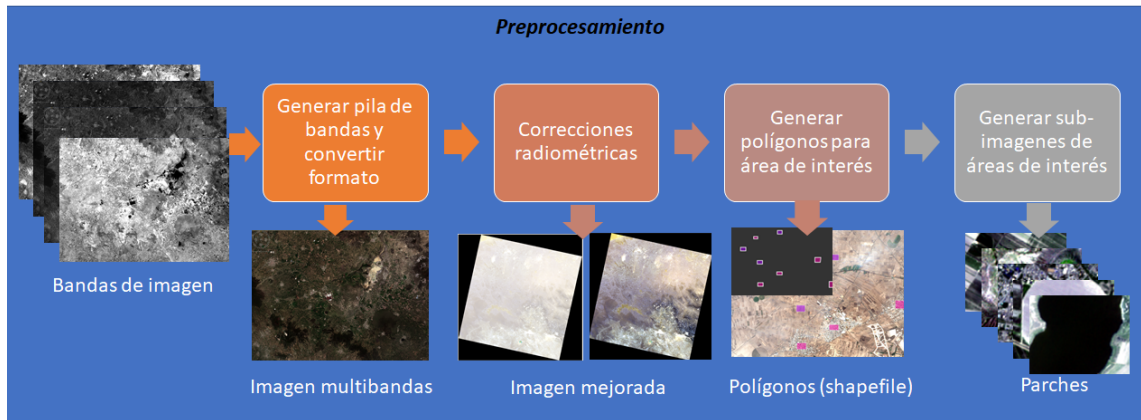 Preprocesamiento
Generar pila de
bandas y
convertir
formato
Correcciones
radiométricas
Generar
polígonos para
área de interés
Generar sub-
imagenes de
áreas de interés
Bandas de imagen
Imagen multibandas
Imagen mejorada
Polígonos (shapefile)
Parches